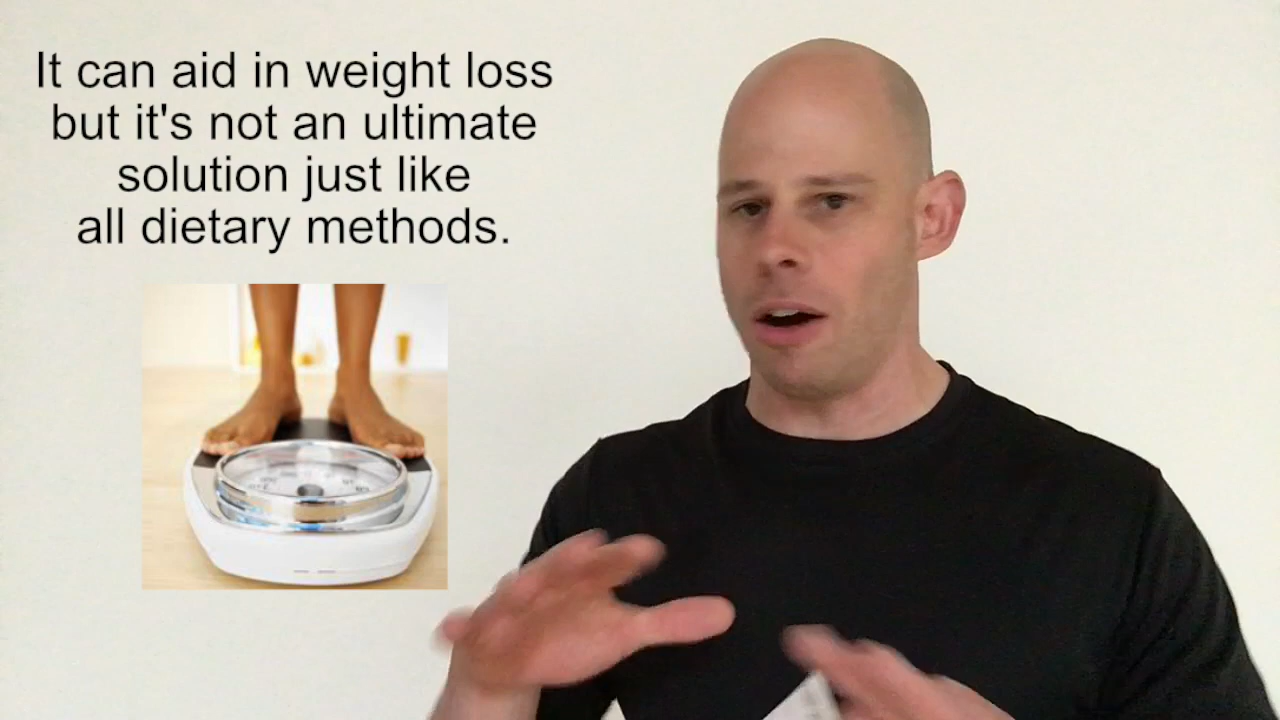 It can aid in weight loss
but it's not an ultimate
solution just like
all dietary methods.